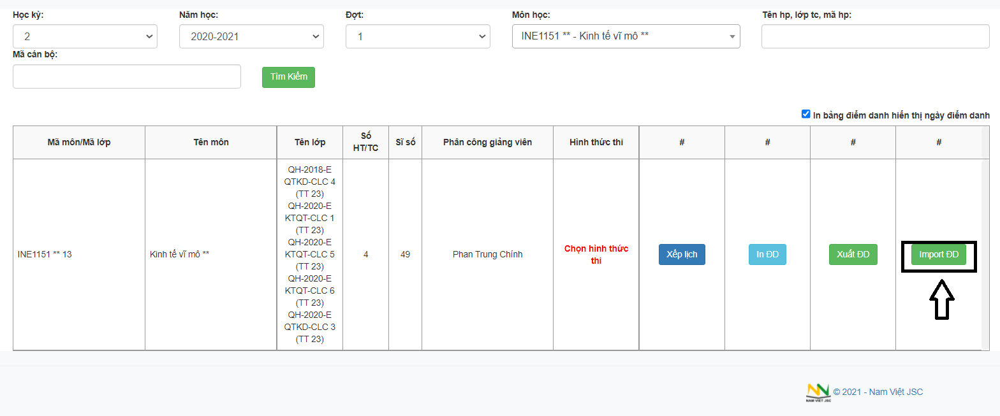 Học kỳ:
Năm học:
Đợt:
Môn học:
Tên hp, lớp tc, mã hp:
2
2020-2021
1
INE1151 ** - Kinh tế vĩ mô **
Mã cán bộ:
Tìm Kiếm
In bảng điểm danh hiển thị ngày điểm danh
Mã môn/Mã lớp
Tên môn
Tên lớp
Số
HT/TC
Sĩ số
Phân công giảng viên
Hình thức thi
#
#
#
#
INE1151 ** 13
Kinh tế vĩ mô **
QH-2018-E
QTKD-CLC 4
(TT 23)
QH-2020-E
KTQT-CLC 1
(TT 23)
QH-2020-E
KTQT-CLC 5
(TT 23)
QH-2020-E
KTQT-CLC 6
(TT 23)
QH-2020-E
QTKD-CLC 3
(TT 23)
4
49
Phan Trung Chính
Chọn hình thức
thi
Xếp lịch
In ĐD
Xuất ĐD
Import ĐD
NAM VIET JSC
© 2021 - Nam Việt JSC